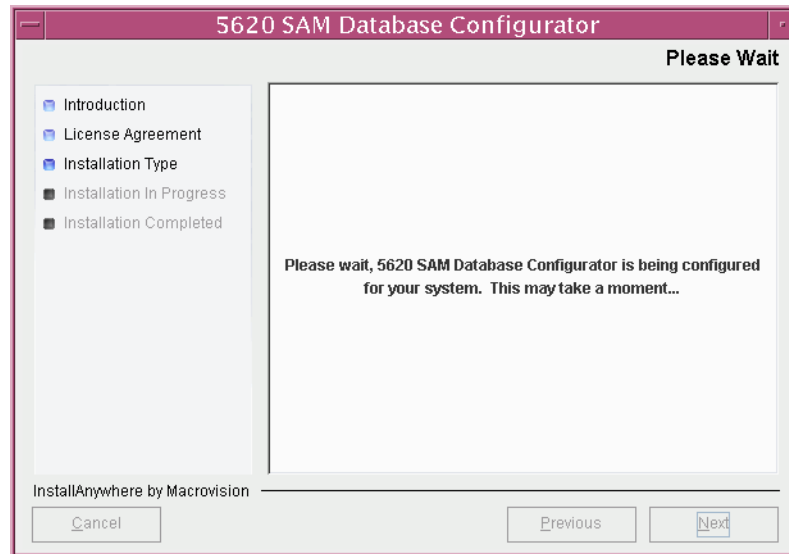 5620 SAM Database Configurator
Please Wait
Introduction
License Agreement
Installation Type
Installation In Progress
Installation Completed
Please wait, 5620 SAM Database Configurator is being configured
for your system. This may take a moment...
InstallAnywhere by Macrovision
Cancel
Previous
Next